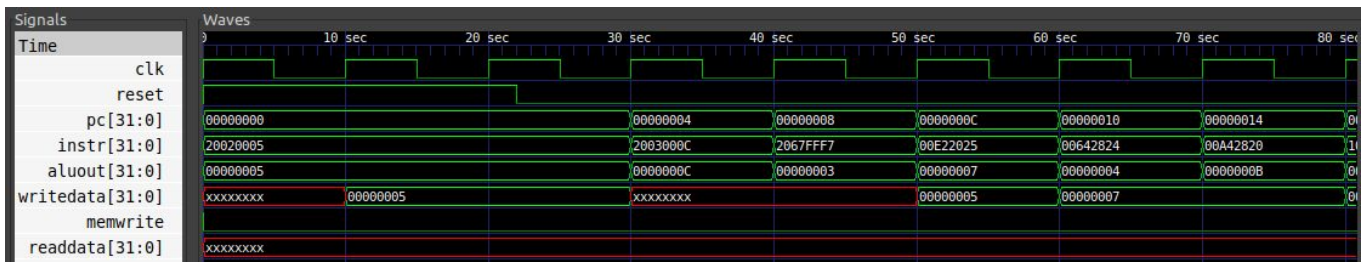 Signals Waves
Time 0 10 sec 20 sec 30 sec 40 sec 50 sec 60 sec 70 sec 80 sec
clk
reset
pc[31:0] 00000000 00000004 00000008 0000000C 00000010 00000014
instr[31:0] 20020005 2003000C 2067FFF7 00E22025 00642824 00A42820
aluout[31:0] 00000005 0000000C 00000003 00000007 00000004 0000000B
writedata[31:0] xxxxxxxx 00000005 xxxxxxxx 00000005 00000007
memwrite
readdata[31:0] xxxxxxxx